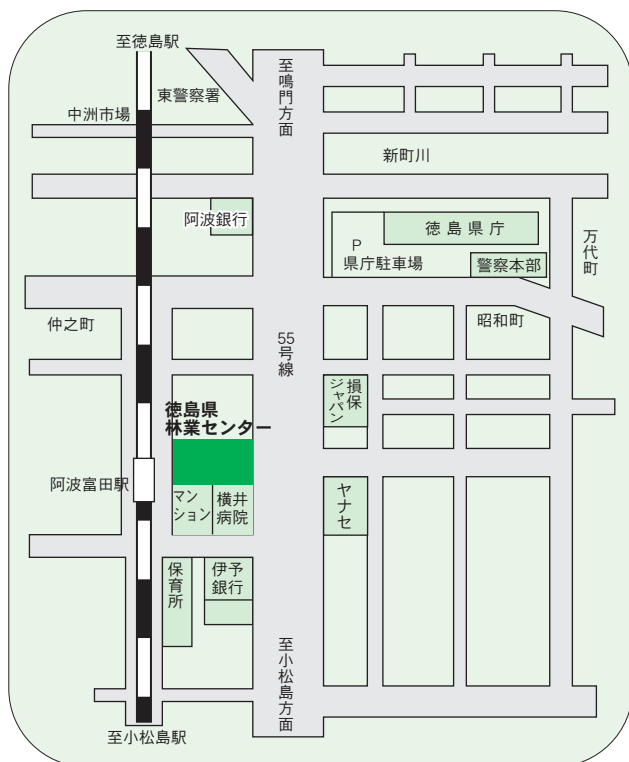 至徳島駅
東警察署
至鳴門方面
中洲市場
新町川
阿波銀行
徳島県庁
P
県庁駐車場
警察本部
万代町
仲之町
昭和町
55号線
損保
ジャパン
徳島県
林業センター
阿波富田駅
マン
ション
横井
病院
ヤナセ
保育所
伊予
銀行
至小松島方面
至小松島駅